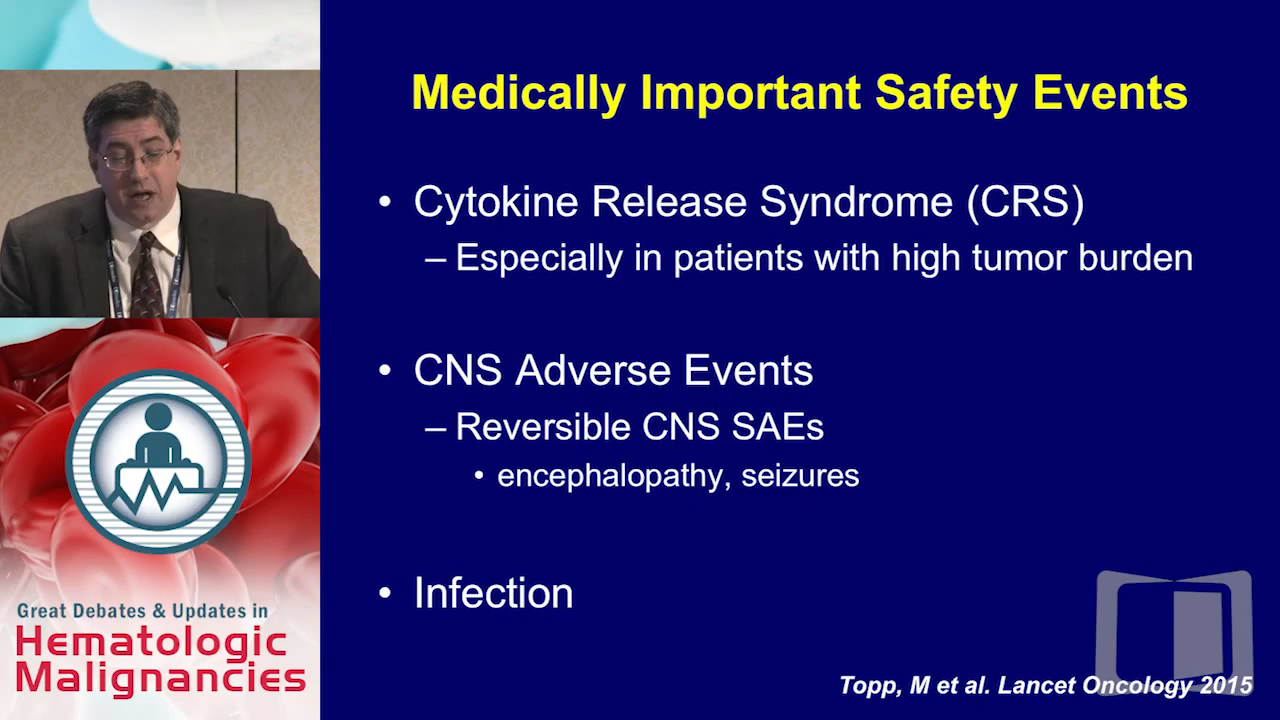 Medically Important Safety Events
• Cytokine Release Syndrome (CRS)
– Especially in patients with high tumor burden
• CNS Adverse Events
– Reversible CNS SAEs
• encephalopathy, seizures
• Infection
Topp, M et al. Lancet Oncology 2015
Great Debates & Updates in
Hematologic
Malignancies